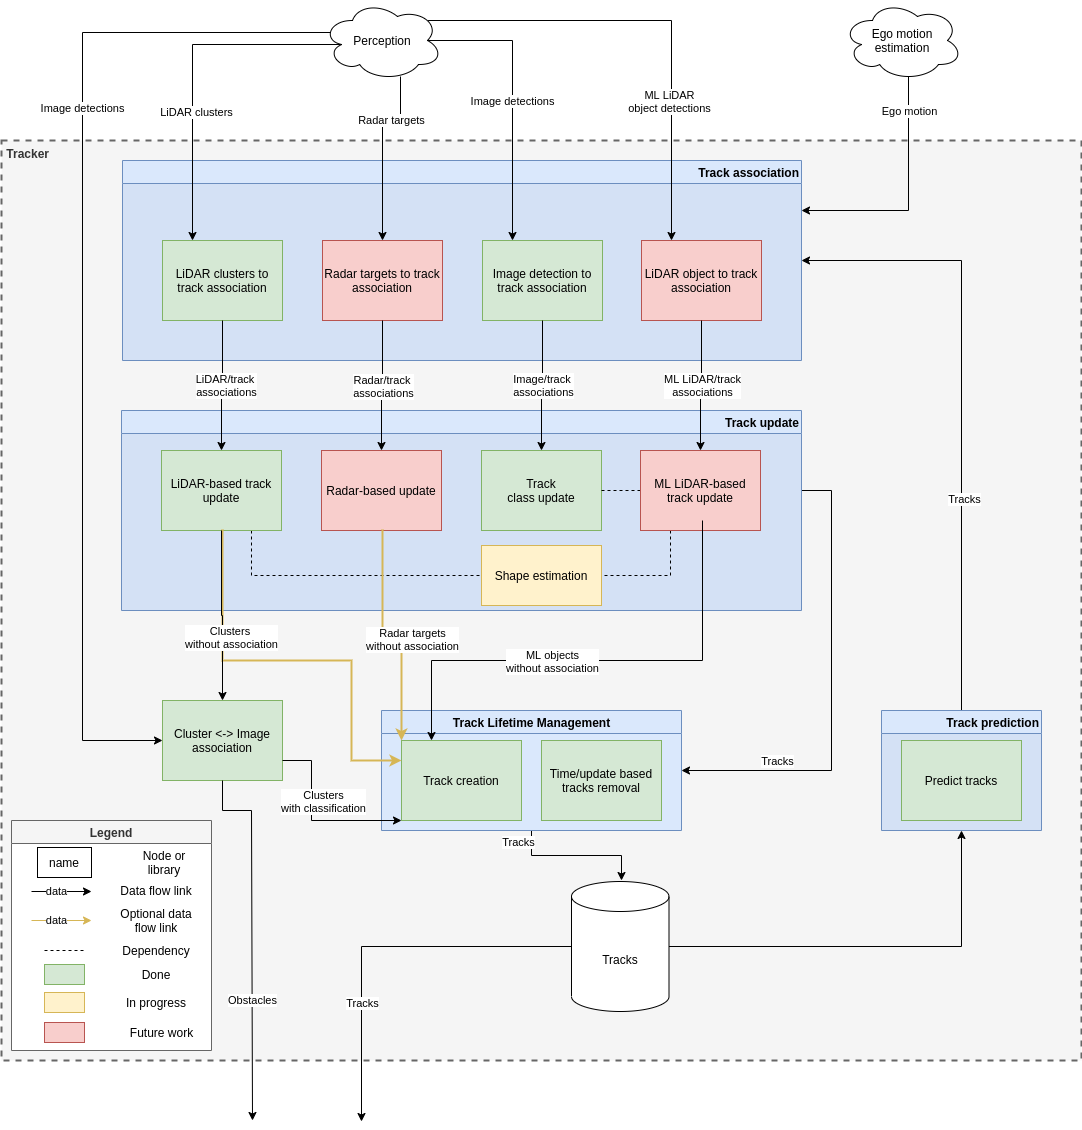 Perception
Ego motion
estimation
Image detections
LiDAR clusters
Radar targets
Image detections
ML LiDAR
object detections
Ego motion
Tracker
Track association
LiDAR clusters to
track association
Radar targets to track
association
Image detection to
track association
LiDAR object to track
association
LiDAR/track
associations
Radar/track
associations
Image/track
associations
ML LiDAR/track
associations
Track update
LiDAR-based track
update
Radar-based update
Track
class update
ML LiDAR-based
track update
Shape estimation
Tracks
Clusters
without association
Radar targets
without association
ML objects
without association
Cluster <-> Image
association
Track Lifetime Management
Track creation
Time/update based
tracks removal
Tracks
Track prediction
Predict tracks
Clusters
with classification
Tracks
Legend
name
Node or
library
data
Data flow link
data
Optional data
flow link
Dependency
Done
In progress
Future work
Tracks
Obstacles
Tracks